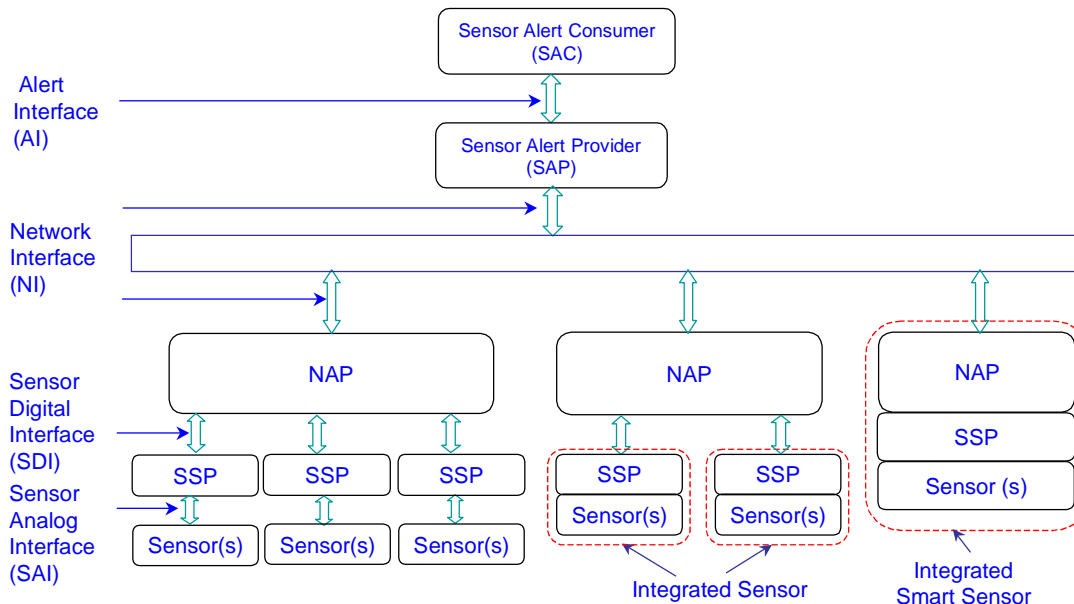 Sensor Alert Consumer
(SAC)
Alert
Interface
(AI)
Sensor Alert Provider
(SAP)
Network
Interface
(NI)
NAP
NAP
NAP
Sensor
Digital
Interface
(SDI)
SSP
SSP
SSP
SSP
SSP
SSP
Sensor
Analog
Interface
(SAI)
Sensor(s)
Sensor(s)
Sensor(s)
Sensor(s)
Sensor(s)
Sensor (s)
Integrated Sensor
Integrated
Smart Sensor